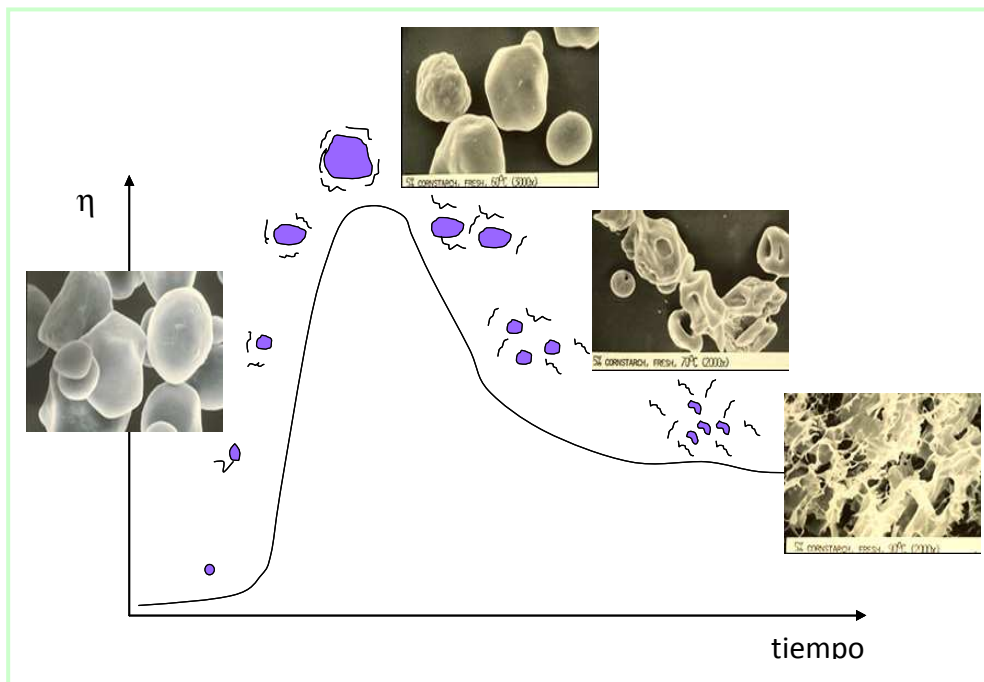 5% CORNSTARCH, FRESH, 60°C (3000x)
η
5% CORNSTARCH, FRESH, 70°C (2000x)
5% CORNSTARCH, FRESH, 90°C (2000x)
tiempo